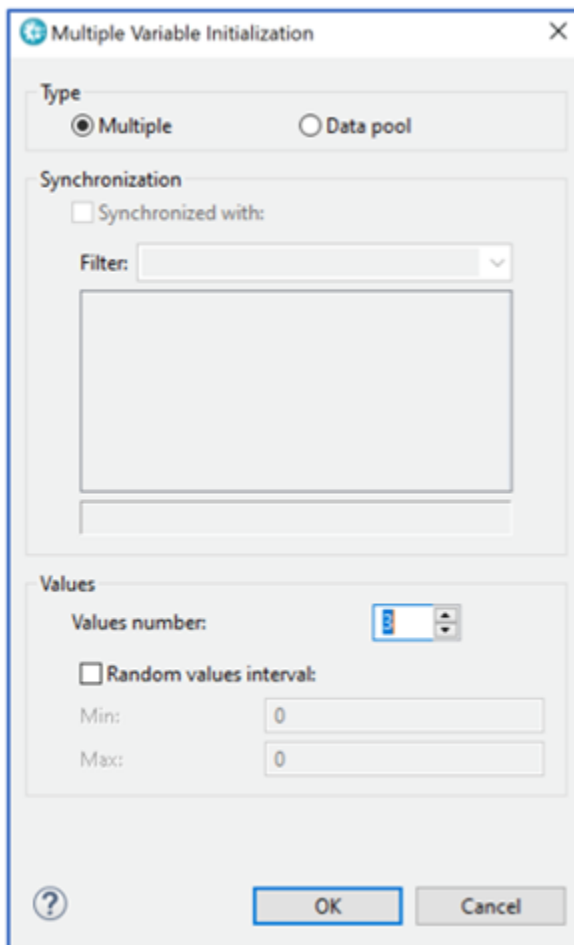 Multiple Variable Initialization
Type
Multiple Data pool
Synchronization
Synchronized with:
Filter:
Values
Values number: 3
Random values interval:
Min: 0
Max: 0
OK Cancel